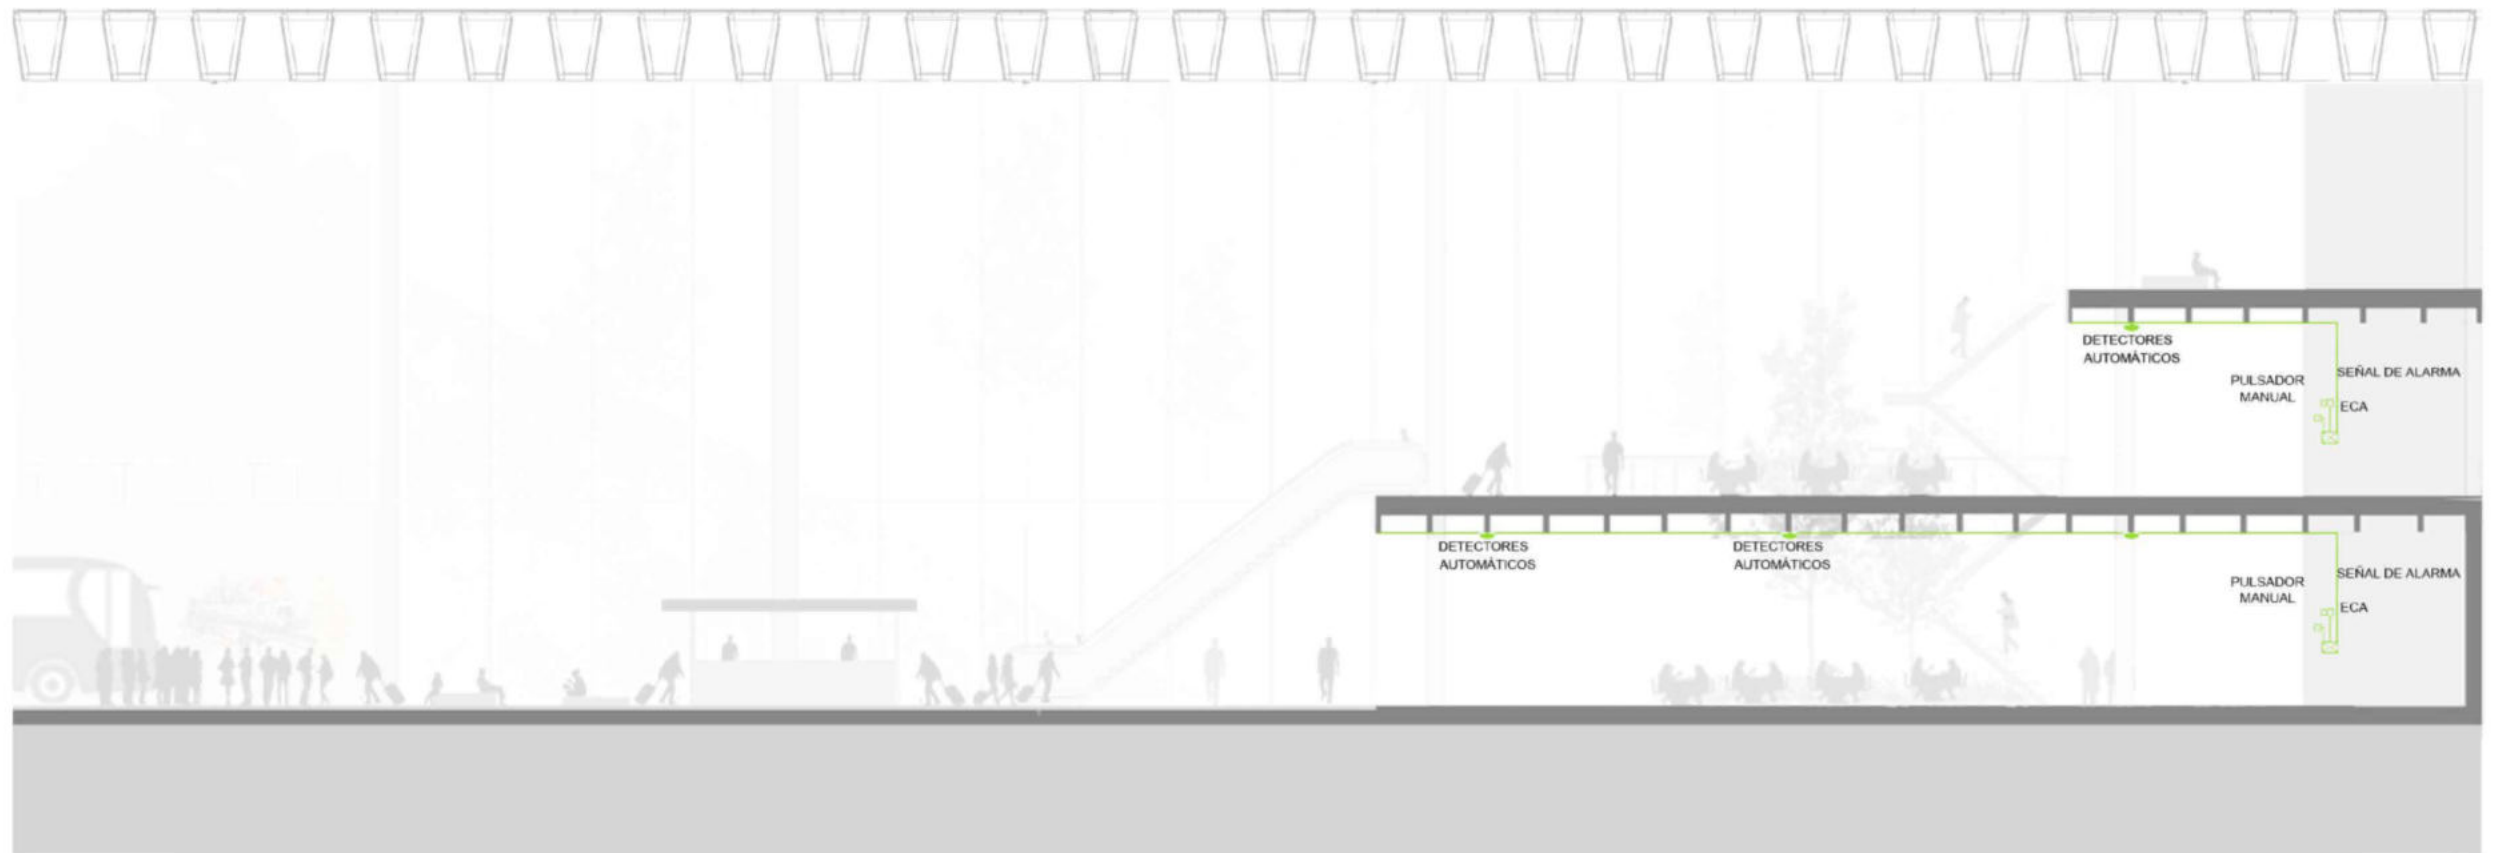 DETECTORES
AUTOMÁTICOS
PULSADOR
MANUAL
SEÑAL DE ALARMA
ECA
DETECTORES
AUTOMÁTICOS
DETECTORES
AUTOMÁTICOS
PULSADOR
MANUAL
SEÑAL DE ALARMA
ECA